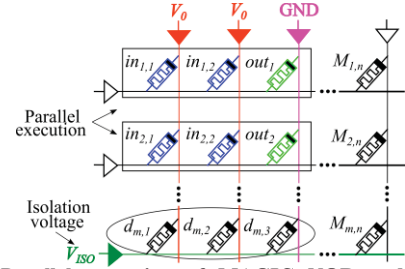 V0 V0 GND
in1,1 in1,2 out1 M1,n
Parallel
execution
in2,1 in2,2 out2 M2,n
Isolation
voltage
dm,1 dm,2 dm,3 Mm,n
VISO